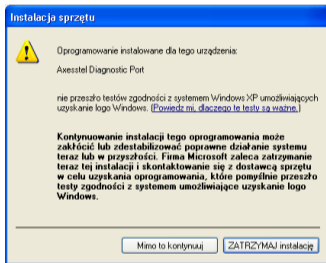 Instalacja sprzętu
Oprogramowanie instalowane dla tego urządzenia:
Axesstel Diagnostic Port
nie przeszło testów zgodności z systemem Windows XP umożliwiających
uzyskanie logo Windows. (Powiedz mi, dlaczego te testy są ważne.)
Kontynuowanie instalacji tego oprogramowania może
zakłócić lub zdestabilizować poprawne działanie systemu
teraz lub w przyszłości. Firma Microsoft zaleca zatrzymanie
teraz tej instalacji i skontaktowanie się z dostawcą sprzętu
w celu uzyskania oprogramowania, które pomyślnie przeszło
testy zgodności z systemem umożliwiające uzyskanie logo
Windows.
Mimo to kontynuuj ZATRZYMAJ instalację